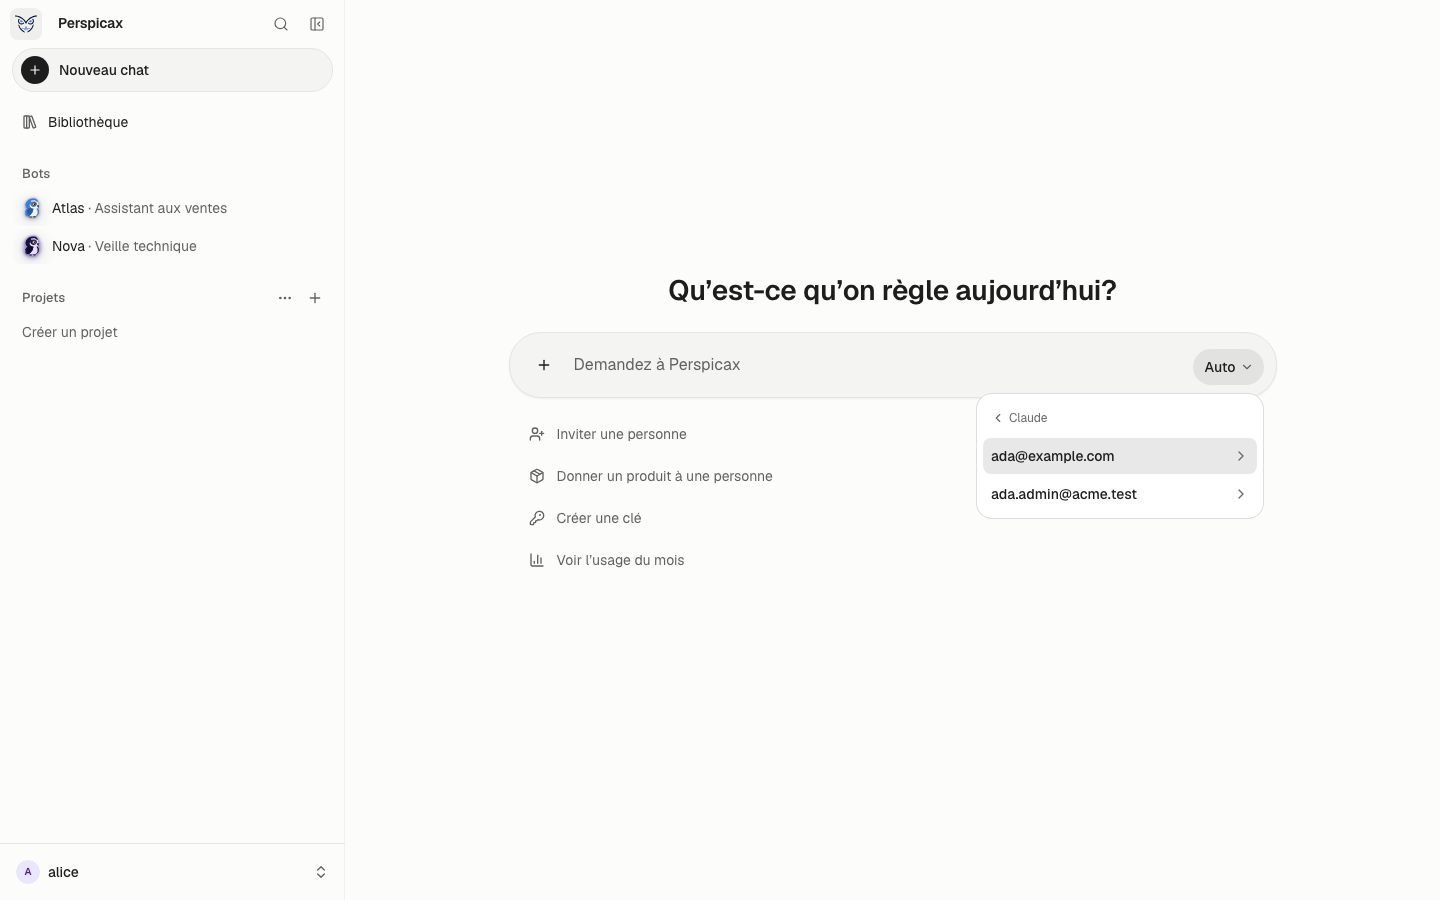 Perspicax
Nouveau chat
Bibliothèque
Bots
Atlas · Assistant aux ventes
Nova · Veille technique
Projets
Créer un projet
A
alice
Qu’est-ce qu’on règle aujourd’hui?
Demandez à Perspicax
Auto
Claude
ada@example.com
ada.admin@acme.test
Inviter une personne
Donner un produit à une personne
Créer une clé
Voir l’usage du mois